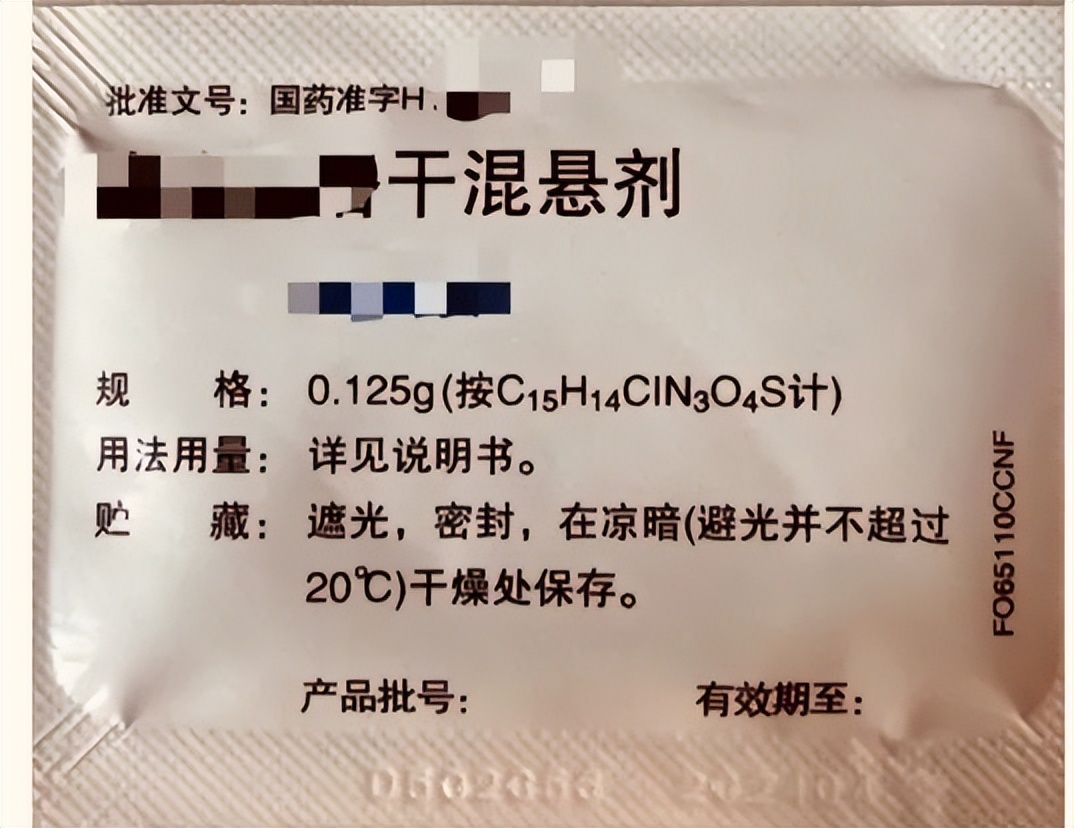 批准文号：国药准字H
干混悬剂
规 格：0.125g(按C₁₅H₁₄ClN₃O₄S计)
用法用量：详见说明书。
贮 藏：遮光，密封，在凉暗(避光并不超过
20℃)干燥处保存。
FO65110CCNF
产品批号： 有效期至：